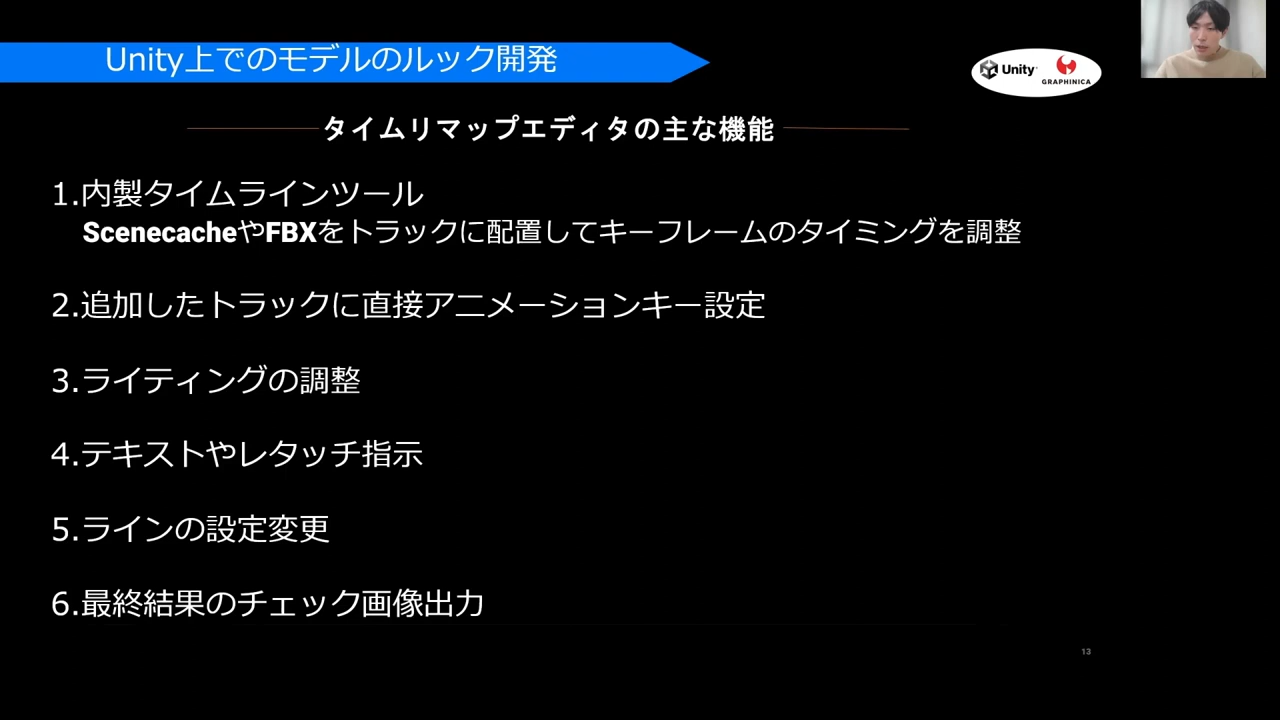 Unity上でのモデルのルック開発
Unity
GRAPHINICA
タイムリマップエディタの主な機能
1.内製タイムラインツール
ScenecacheやFBXをトラックに配置してキーフレームのタイミングを調整
2.追加したトラックに直接アニメーションキー設定
3.ライティングの調整
4.テキストやレタッチ指示
5.ラインの設定変更
6.最終結果のチェック画像出力
13